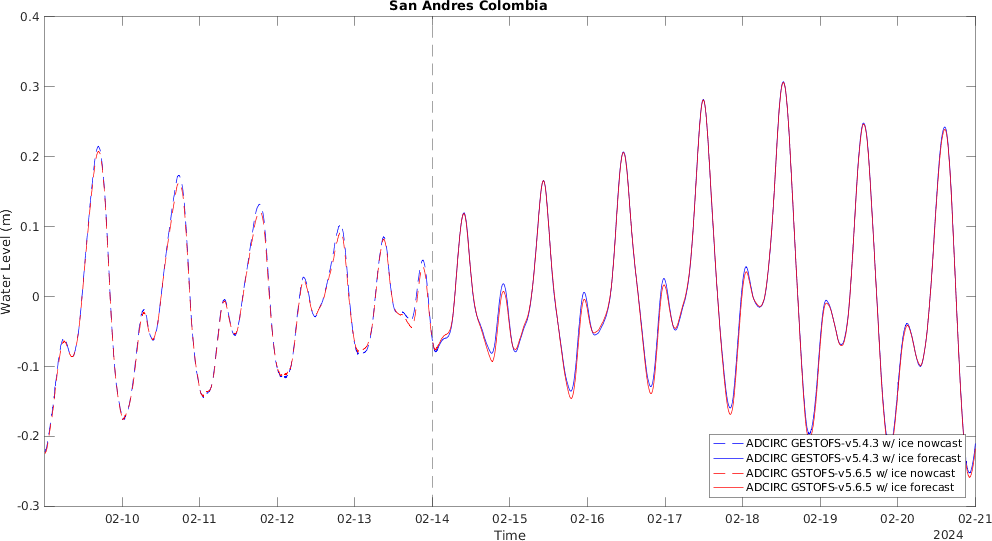 San Andres Colombia
0.4
0.3
0.2
0.1
0
-0.1
-0.2
-0.3
Water Level (m)
ADCIRC GESTOFS-v5.4.3 w/ ice nowcast
ADCIRC GESTOFS-v5.4.3 w/ ice forecast
ADCIRC GSTOFS-v5.6.5 w/ ice nowcast
ADCIRC GSTOFS-v5.6.5 w/ ice forecast
02-10 02-11 02-12 02-13 02-14 02-15 02-16 02-17 02-18 02-19 02-20 02-21
Time
2024